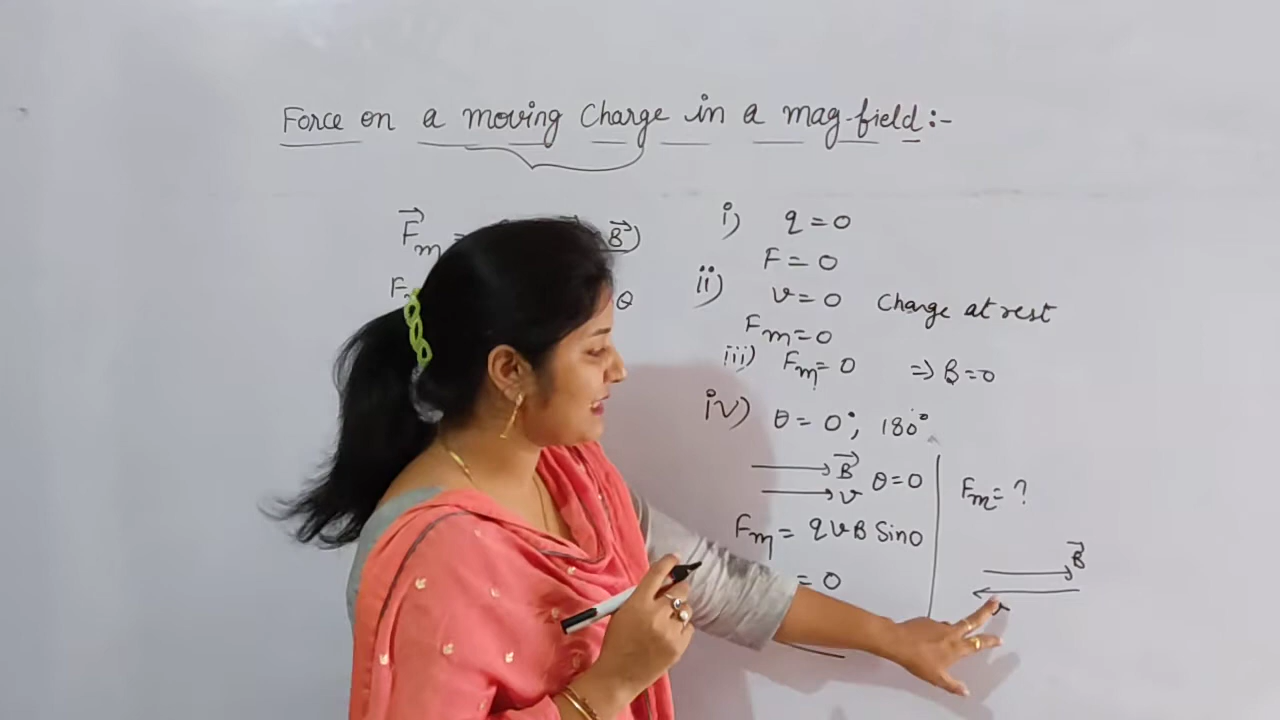 Force on a moving charge in a mag. field:-
F⃗m = B⃗)
F θ
i) q = 0
F = 0
ii) v = 0 Charge at rest
Fm = 0
iii) Fm = 0 => B = 0
iv) θ = 0°, 180°
B⃗
v θ = 0
Fm = qvB Sin0
= 0
Fm = ?
B⃗
v